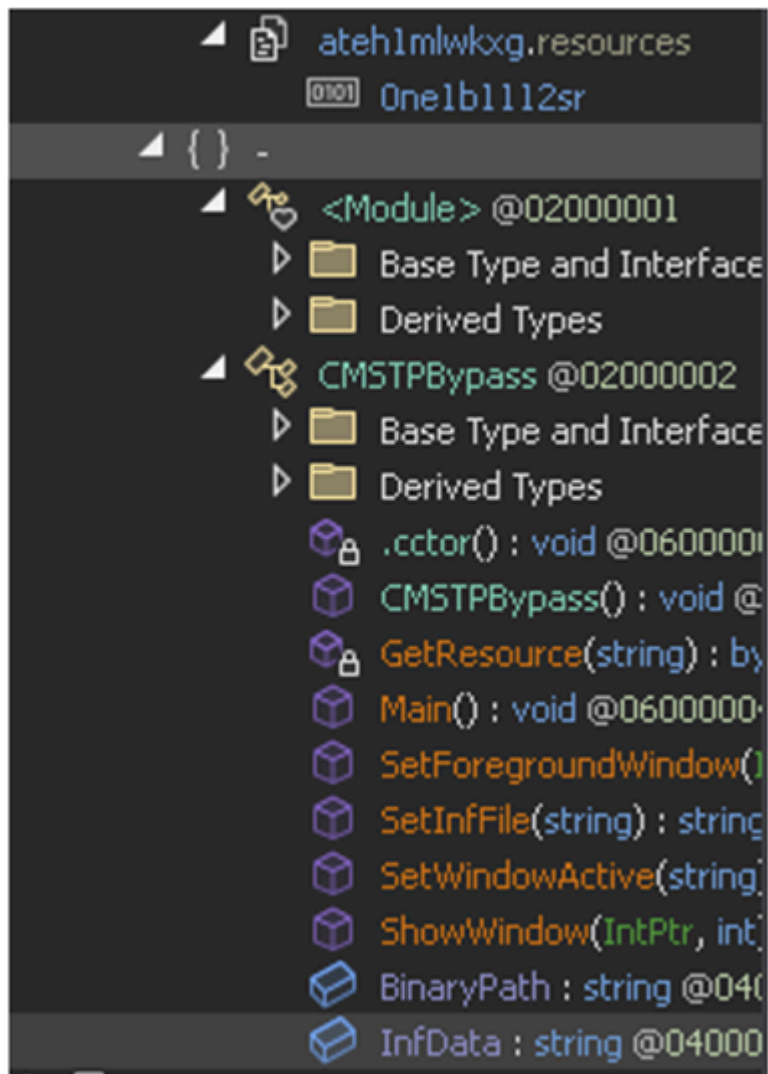 ateh1mlwkxg.resources
0101 0ne1b1112sr
{ } -
<Module> @02000001
Base Type and Interface
Derived Types
CMSTPBypass @02000002
Base Type and Interface
Derived Types
.cctor() : void @0600000
CMSTPBypass() : void @
GetResource(string) : by
Main() : void @0600000
SetForegroundWindow(I
SetInfFile(string) : string
SetWindowActive(string)
ShowWindow(IntPtr, int)
BinaryPath : string @040
InfData : string @04000